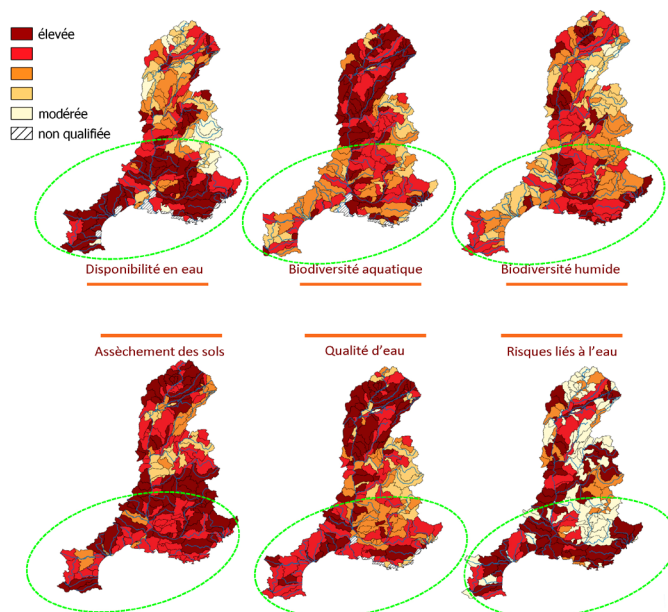 élevée
modérée
non qualifiée
Disponibilité en eau
Biodiversité aquatique
Biodiversité humide
Assèchement des sols
Qualité d'eau
Risques liés à l'eau